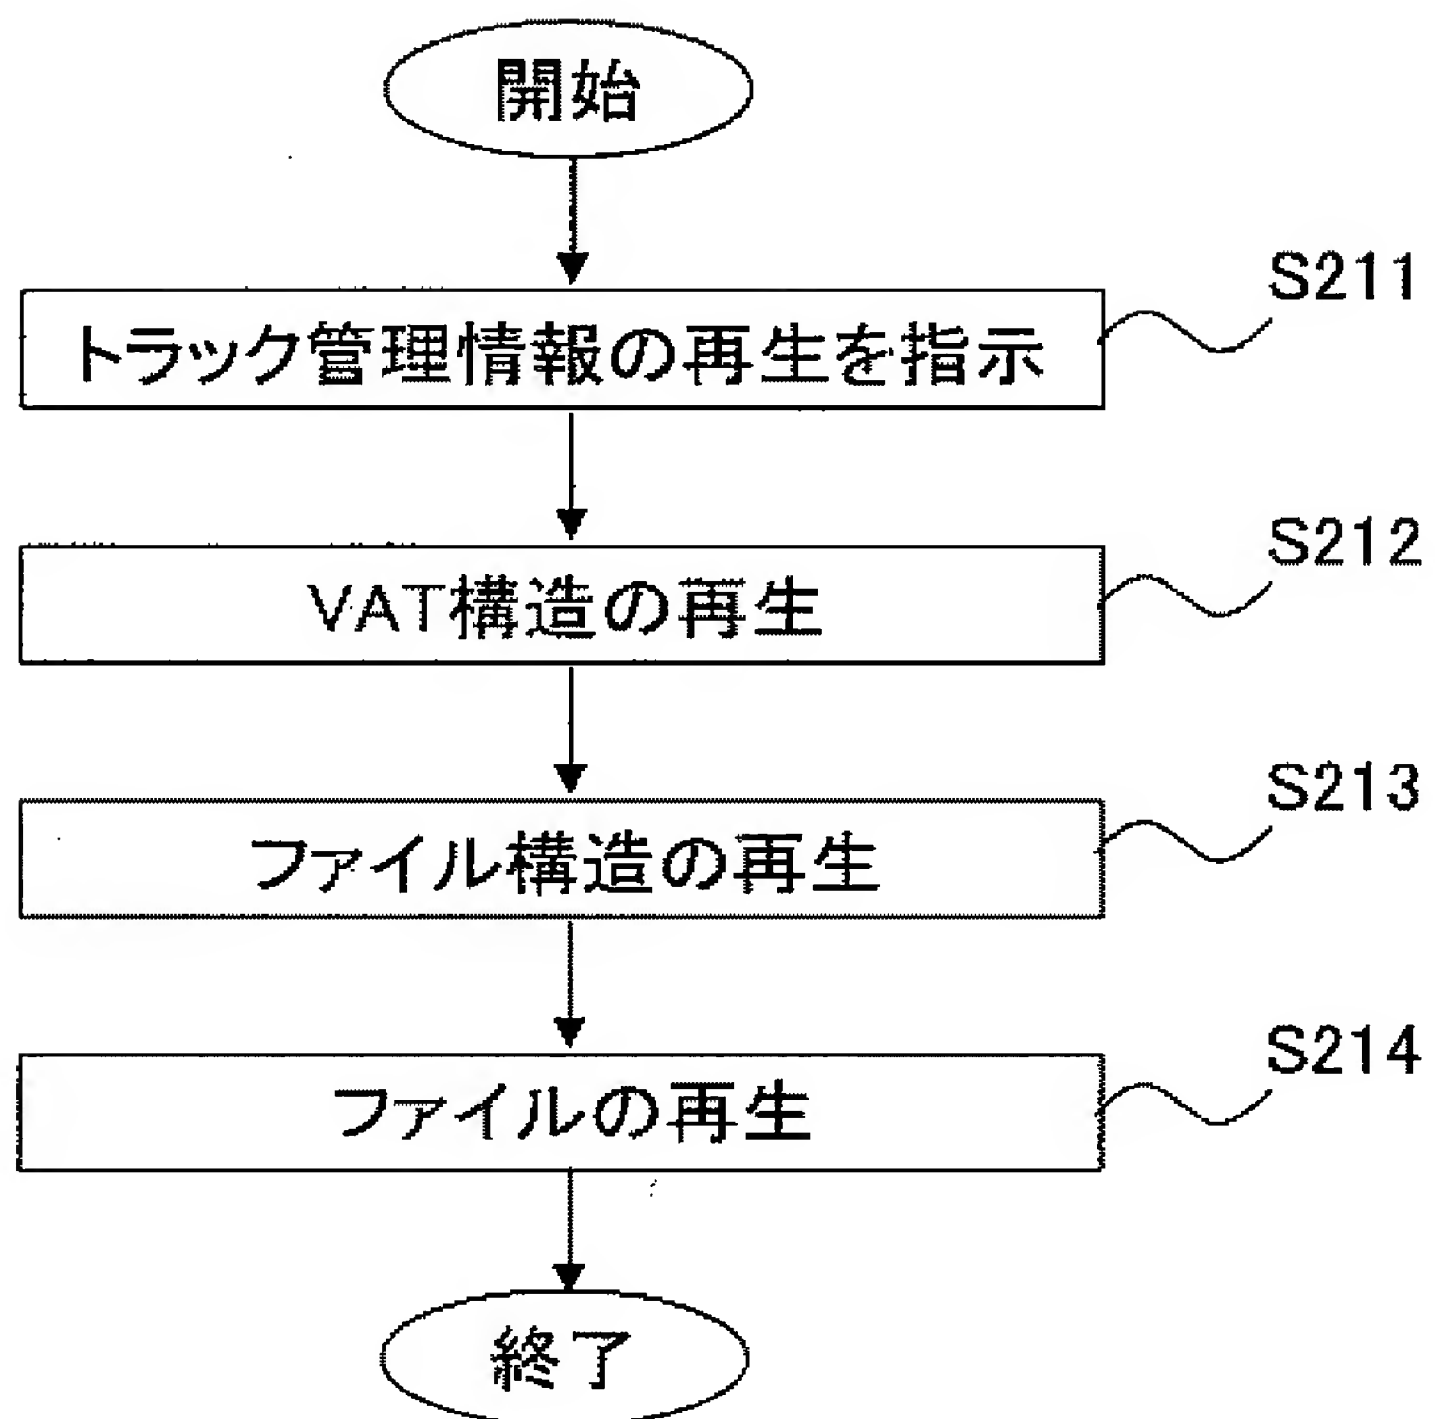 開始
S211
トラック管理情報の再生を指示
S212
VAT構造の再生
S213
ファイル構造の再生
S214
ファイルの再生
終了